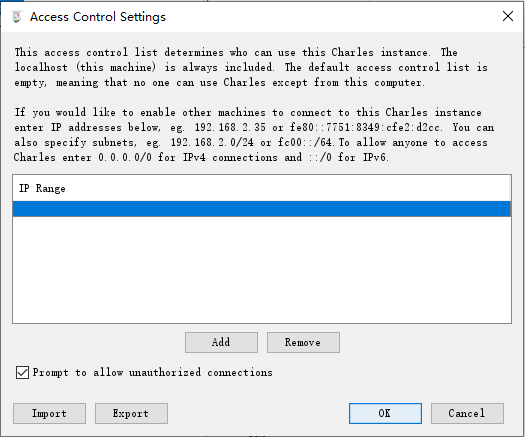 Access Control Settings
This access control list determines who can use this Charles instance. The
localhost (this machine) is always included. The default access control list is
empty, meaning that no one can use Charles except from this computer.
If you would like to enable other machines to connect to this Charles instance
enter IP addresses below, eg. 192.168.2.35 or fe80::7751:8349:cfe2:d2cc. You can
also specify subnets, eg. 192.168.2.0/24 or fc00::/64.To allow anyone to access
Charles enter 0.0.0.0/0 for IPv4 connections and ::/0 for IPv6.
IP Range
Add
Remove
Prompt to allow unauthorized connections
Import
Export
OK
Cancel